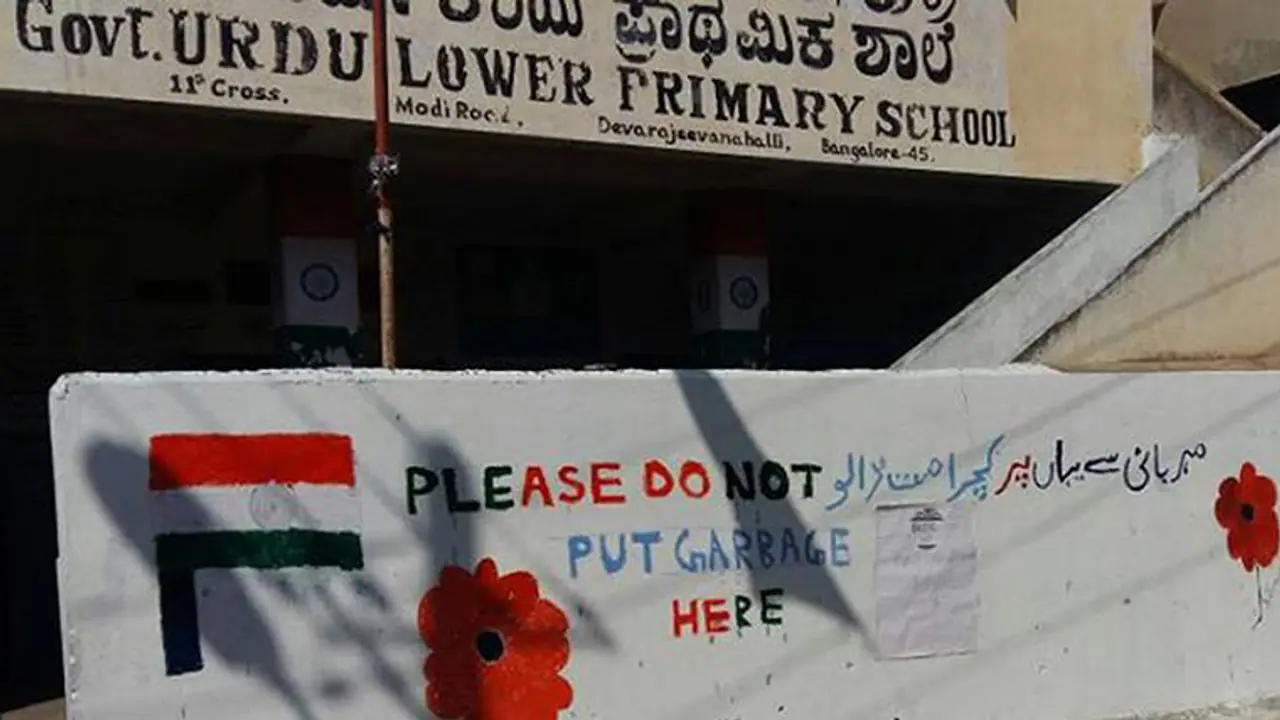 ಪ್ರಾಥಮಿಕ ಶಾಲೆ
Govt. URDU LOWER PRIMARY SCHOOL
11th Cross, Modi Road, Devarajeevanahalli, Bangalore-45.
مہربانی سے یہاں پر کچرا مت ڈالو
PLEASE DO NOT
PUT GARBAGE
HERE